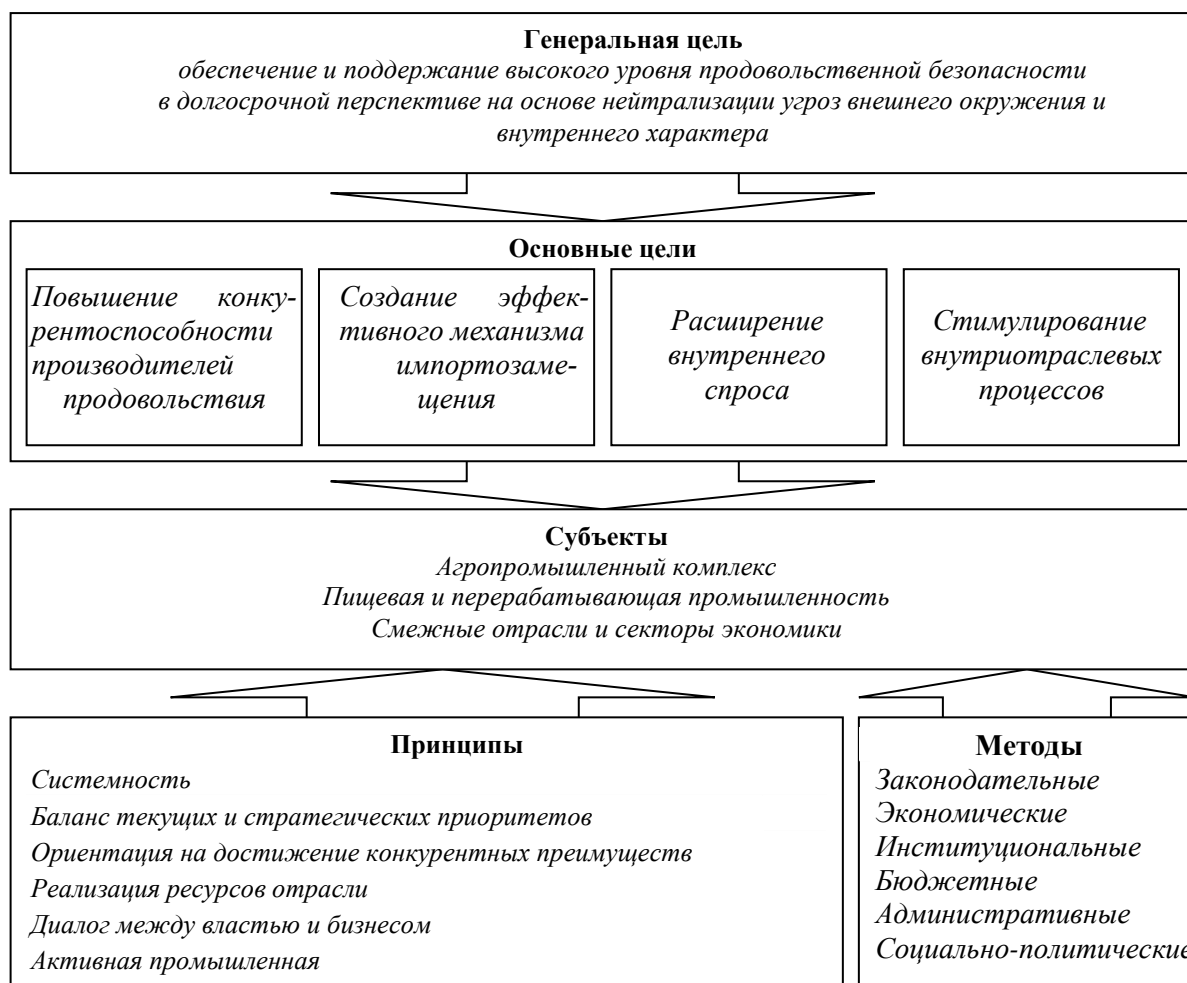 Генеральная цель
обеспечение и поддержание высокого уровня продовольственной безопасности
в долгосрочной перспективе на основе нейтрализации угроз внешнего окружения и
внутреннего характера
Основные цели
Повышение конку-
рентоспособности
производителей
продовольствия
Создание эффек-
тивного механизма
импортозаме-
щения
Расширение
внутреннего
спроса
Стимулирование
внутриотраслевых
процессов
Субъекты
Агропромышленный комплекс
Пищевая и перерабатывающая промышленность
Смежные отрасли и секторы экономики
Принципы
Системность
Баланс текущих и стратегических приоритетов
Ориентация на достижение конкурентных преимуществ
Реализация ресурсов отрасли
Диалог между властью и бизнесом
Активная промышленная
Методы
Законодательные
Экономические
Институциональные
Бюджетные
Административные
Социально-политические